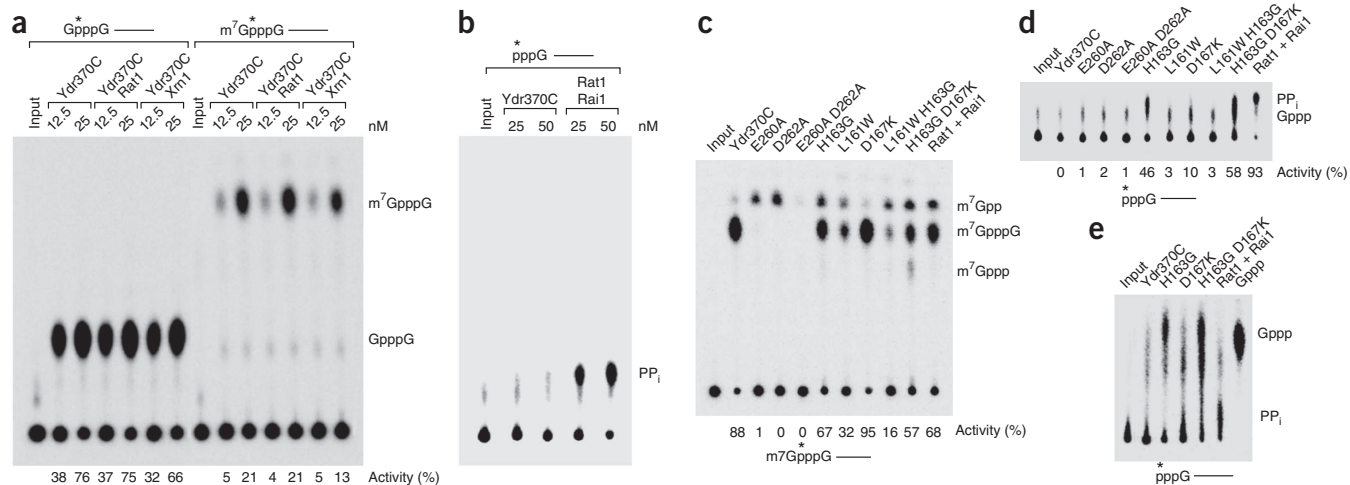 a
*
GpppG
*
m7GpppG
Input
Ydr370C
Ydr370C Rat1
Ydr370C Xrn1
Input
Ydr370C
Ydr370C Rat1
Ydr370C Xrn1
12.5 25 12.5 25 12.5 25 12.5 25 12.5 25 12.5 25 nM
m7GpppG
GpppG
38 76 37 75 32 66 5 21 4 21 5 13 Activity (%)
b
*
pppG
Input
Ydr370C
Rat1 Rai1
25 50 25 50
PPi
c
Input
Ydr370C
E260A
D262A
E260A D262A
H163G
L161W
D167K
L161W H163G
H163G D167K
Rat1 + Rai1
m7Gpp
m7GpppG
m7Gppp
88 1 0 0 67 32 95 16 57 68 Activity (%)
*
m7GpppG
d
Input
Ydr370C
E260A
D262A
E260A D262A
H163G
L161W
D167K
L161W H163G
H163G D167K
Rat1 + Rai1
PPi
Gppp
0 1 2 1 46 3 10 3 58 93 Activity (%)
*
pppG
e
Input
Ydr370C
H163G
D167K
H163G D167K
Rat1 + Rai1
Gppp
Gppp
PPi
*
pppG